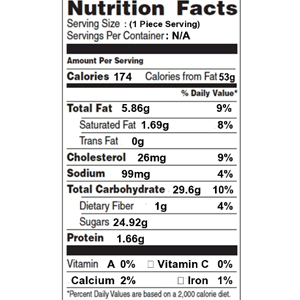 Nutrition Facts
Serving Size : (1 Piece Serving)
Servings Per Container : N/A
Amount Per Serving
Calories 174 Calories from Fat 53g
% Daily Value*
Total Fat 5.86g 9%
Saturated Fat 1.69g 8%
Trans Fat 0g
Cholesterol 26mg 9%
Sodium 99mg 4%
Total Carbohydrate 29.6g 10%
Dietary Fiber 1g 4%
Sugars 24.92g
Protein 1.66g
Vitamin A 0% □ Vitamin C 0%
Calcium 2% □ Iron 1%
*Percent Daily Values are based on a 2,000 calorie diet.